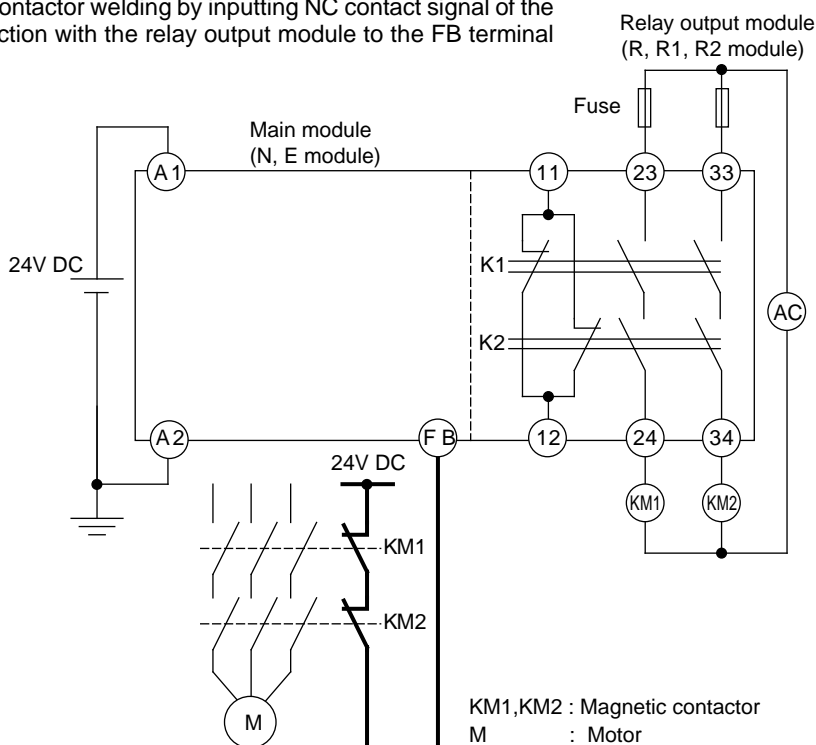 contactor welding by inputting NC contact signal of the
ction with the relay output module to the FB terminal
Relay output module
(R, R1, R2 module)
Fuse
Main module
(N, E module)
A1
11
23
33
24V DC
K1
AC
K2
A2
FB
12
24
34
24V DC
KM1
KM2
KM1
KM2
M
KM1,KM2 : Magnetic contactor
M : Motor